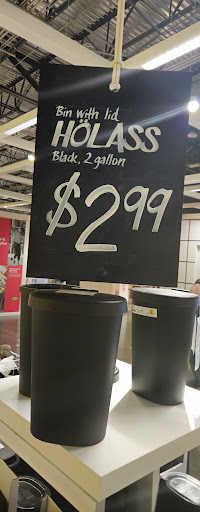 Bin with lid
HÖLASS
Black, 2 gallon
$2.99